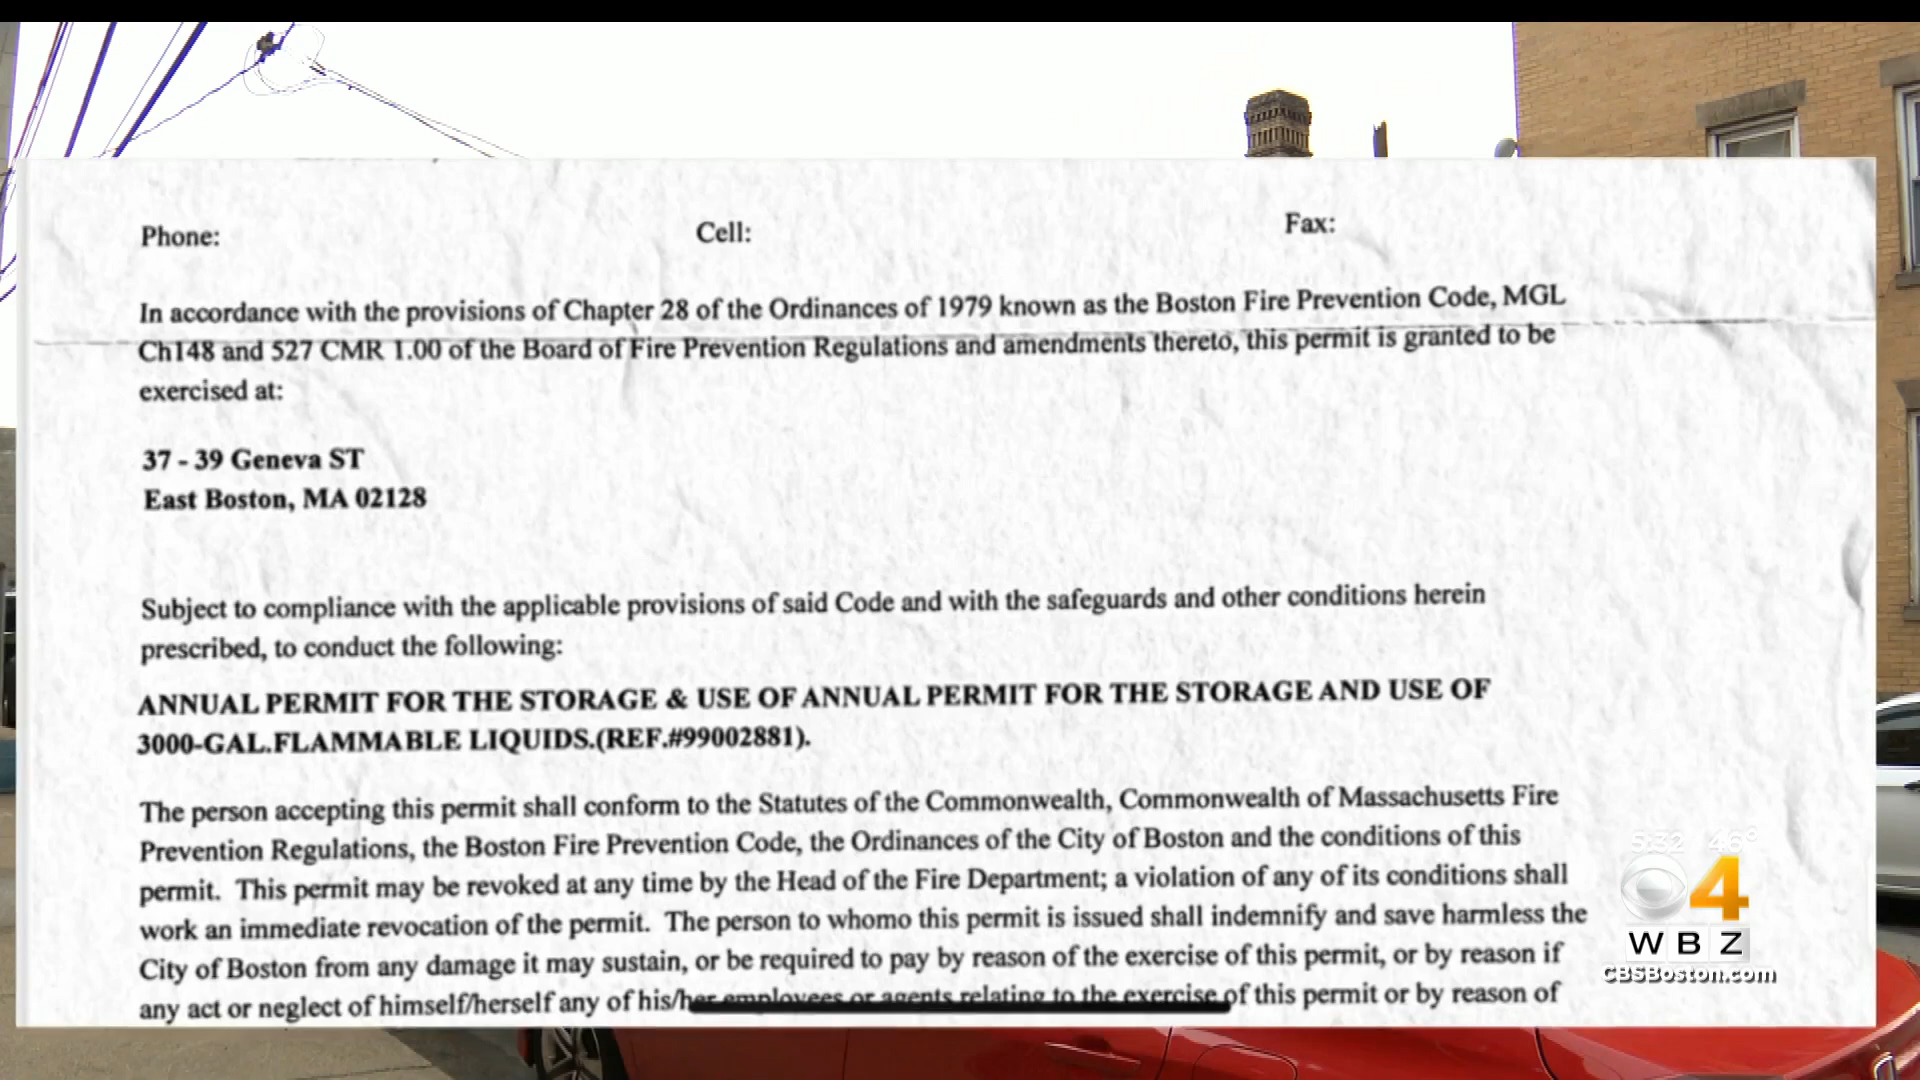 Phone: Cell: Fax:
In accordance with the provisions of Chapter 28 of the Ordinances of 1979 known as the Boston Fire Prevention Code, MGL
Ch148 and 527 CMR 1.00 of the Board of Fire Prevention Regulations and amendments thereto, this permit is granted to be
exercised at:
37 - 39 Geneva ST
East Boston, MA 02128
Subject to compliance with the applicable provisions of said Code and with the safeguards and other conditions herein
prescribed, to conduct the following:
ANNUAL PERMIT FOR THE STORAGE & USE OF ANNUAL PERMIT FOR THE STORAGE AND USE OF
3000-GAL.FLAMMABLE LIQUIDS.(REF.#99002881).
The person accepting this permit shall conform to the Statutes of the Commonwealth, Commonwealth of Massachusetts Fire
Prevention Regulations, the Boston Fire Prevention Code, the Ordinances of the City of Boston and the conditions of this
permit. This permit may be revoked at any time by the Head of the Fire Department; a violation of any of its conditions shall
work an immediate revocation of the permit. The person to whomo this permit is issued shall indemnify and save harmless the
City of Boston from any damage it may sustain, or be required to pay by reason of the exercise of this permit, or by reason if
any act or neglect of himself/herself any of his/her employees or agents relating to the exercise of this permit or by reason of
5:32 46°
4
WBZ
CBSBoston.com